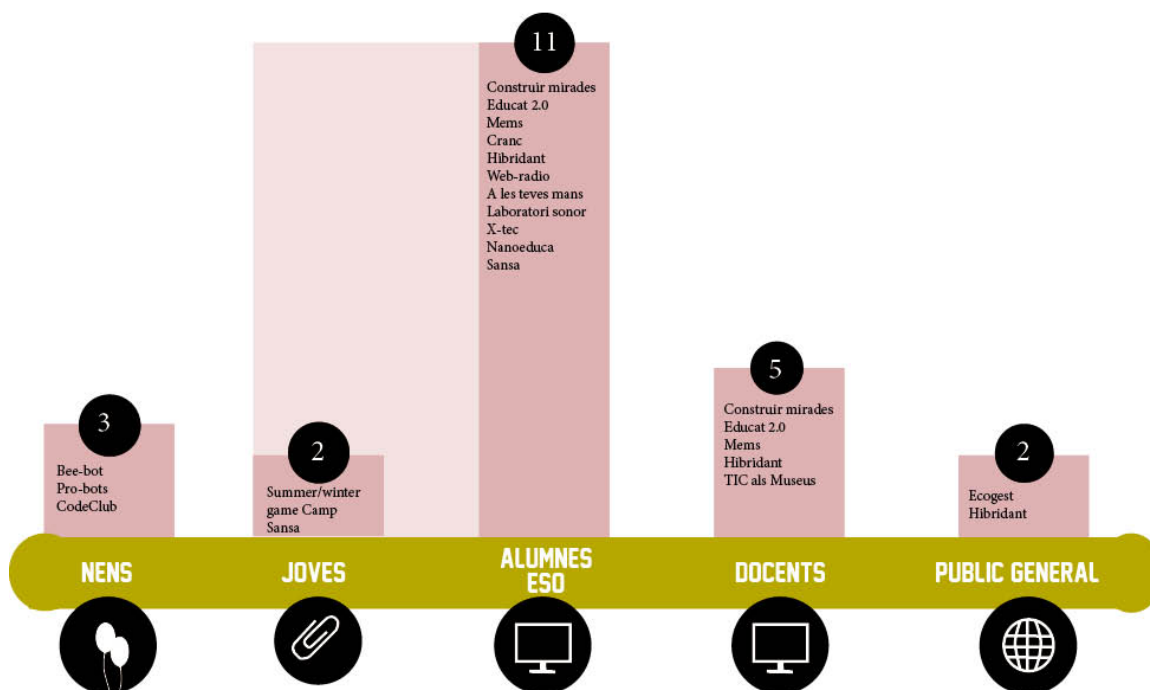 3
Bee-bot
Pro-bots
CodeClub
NENS
2
Summer/winter
game Camp
Sansa
JOVES
11
Construir mirades
Educat 2.0
Mems
Cranc
Hibridant
Web-radio
A les teves mans
Laboratori sonor
X-tec
Nanoeduca
Sansa
ALUMNES
ESO
5
Construir mirades
Educat 2.0
Mems
Hibridant
TIC als Museus
DOCENTS
2
Ecogest
Hibridant
PUBLIC GENERAL